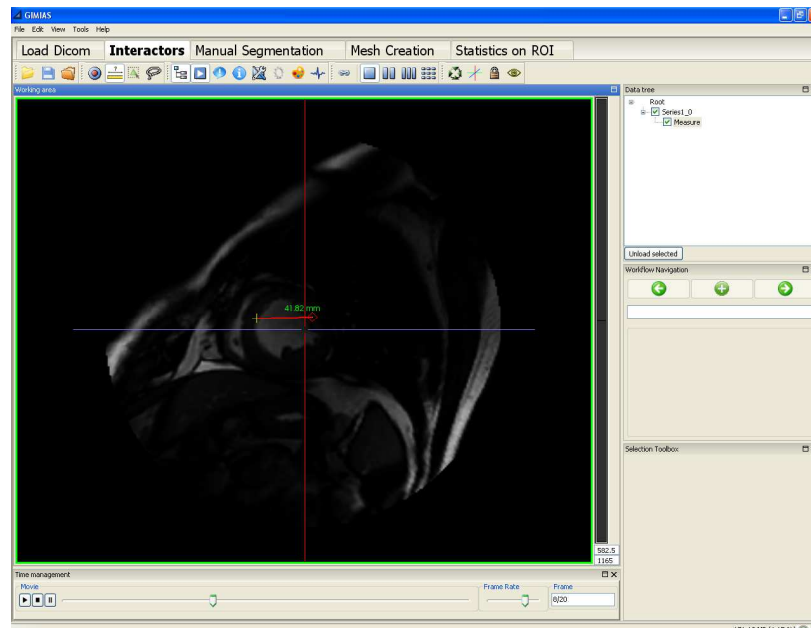 GIMIAS
File Edit View Tools Help
Load Dicom Interactors Manual Segmentation Mesh Creation Statistics on ROI
Working area
Data tree
Root
Series1_0
Measure
Unload selected
Workflow Navigation
41.82 mm
Selection Toolbox
582.5
1165
Time management
Movie
Frame Rate
Frame
8/20